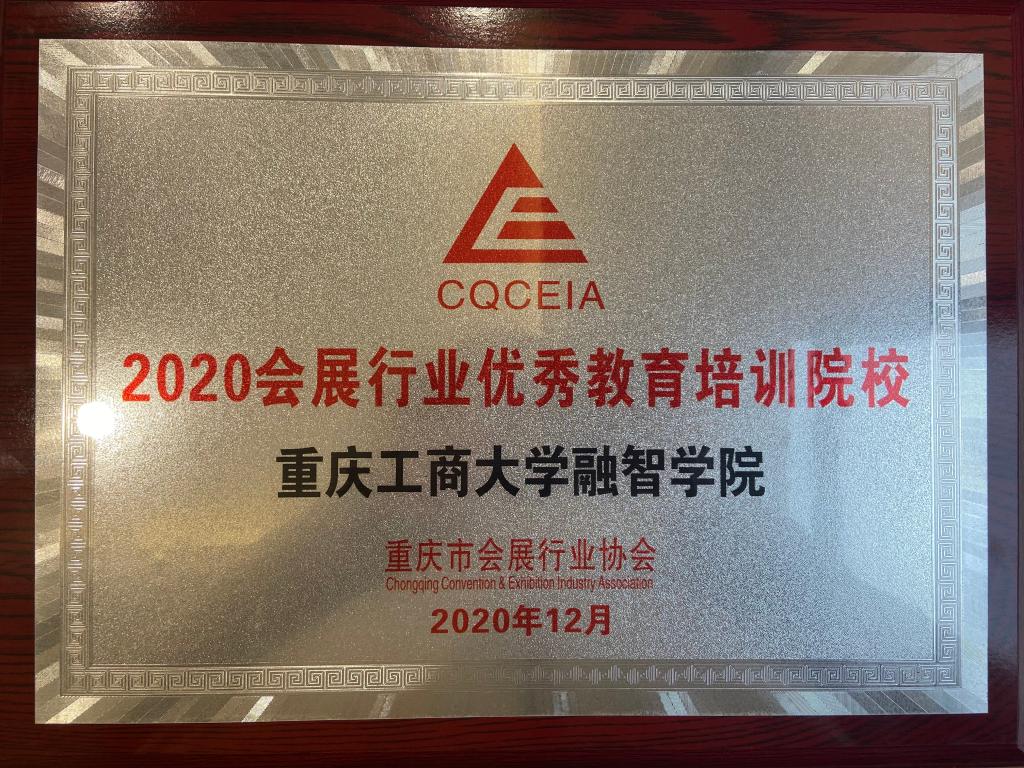 CQCEIA
2020会展行业优秀教育培训院校
重庆工商大学融智学院
重庆市会展行业协会
Chongqing Convention & Exhibition Industry Association
2020年12月